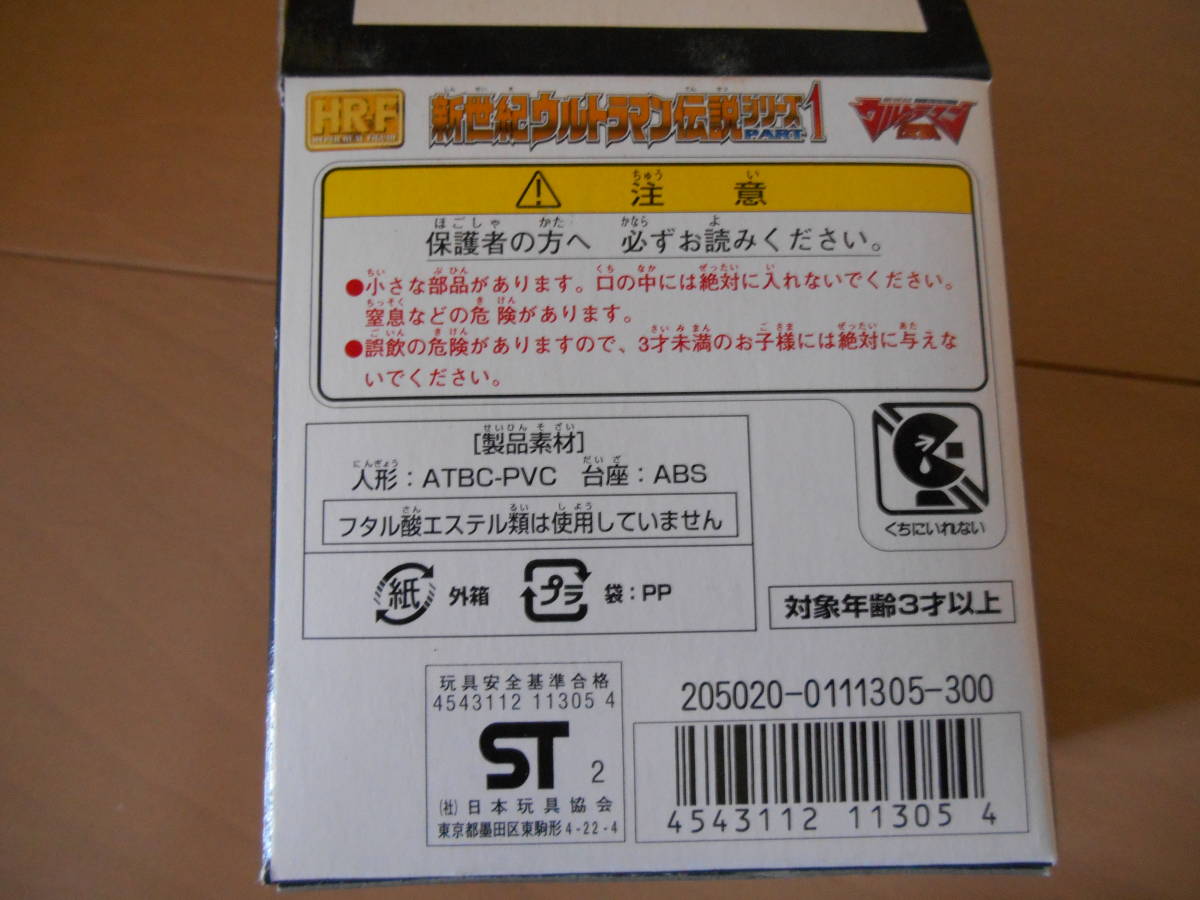 HR-F
HYPER REAL FIGURE
新世紀ウルトラマン伝説シリーズPART-1
ウルトラマン
注意
保護者の方へ 必ずお読みください。
●小さな部品があります。口の中には絶対に入れないでください。
窒息などの危険があります。
●誤飲の危険がありますので、3才未満のお子様には絶対に与えな
いでください。
[製品素材]
人形：ATBC-PVC 台座：ABS
フタル酸エステル類は使用していません
紙 外箱 プラ 袋：PP
くちにいれない
対象年齢3才以上
玩具安全基準合格
4543112 11305 4
ST 2
(社)日本玩具協会
東京都墨田区東駒形4-22-4
205020-0111305-300
4543112 11305 4